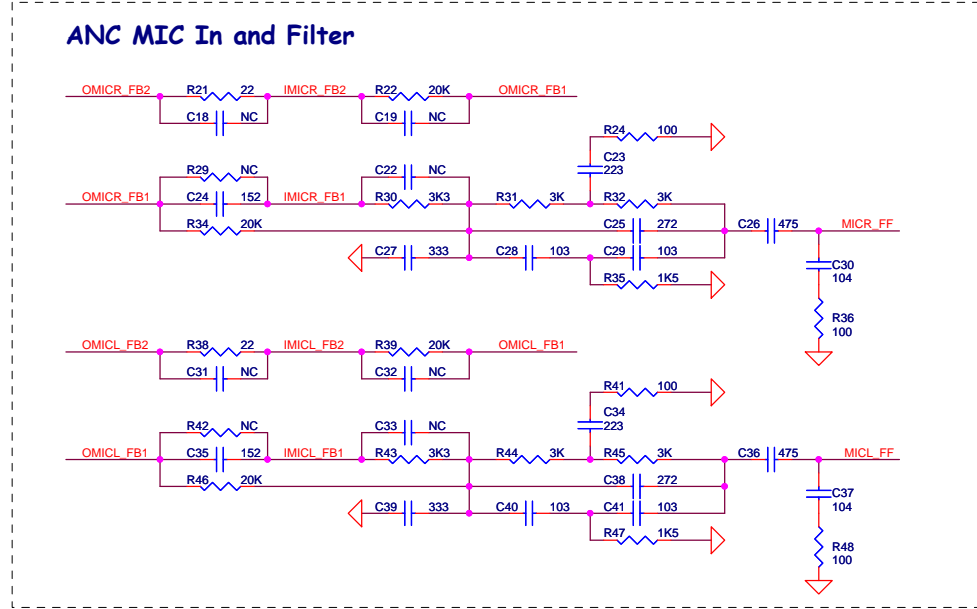 ANC MIC In and Filter
OMICR_FB2 R21 22 IMICR_FB2 R22 20K OMICR_FB1
C18 NC C19 NC
R24 100
C23
223
R29 NC C22 NC
OMICR_FB1 C24 152 IMICR_FB1 R30 3K3 R31 3K R32 3K
R34 20K C25 272 C26 475 MICR_FF
C27 333 C28 103 C29 103
C30
104
R35 1K5
R36
100
OMICL_FB2 R38 22 IMICL_FB2 R39 20K OMICL_FB1
C31 NC C32 NC
R41 100
C34
223
R42 NC C33 NC
OMICL_FB1 C35 152 IMICL_FB1 R43 3K3 R44 3K R45 3K C36 475 MICL_FF
R46 20K C38 272
C37
104
C39 333 C40 103 C41 103
R47 1K5
R48
100